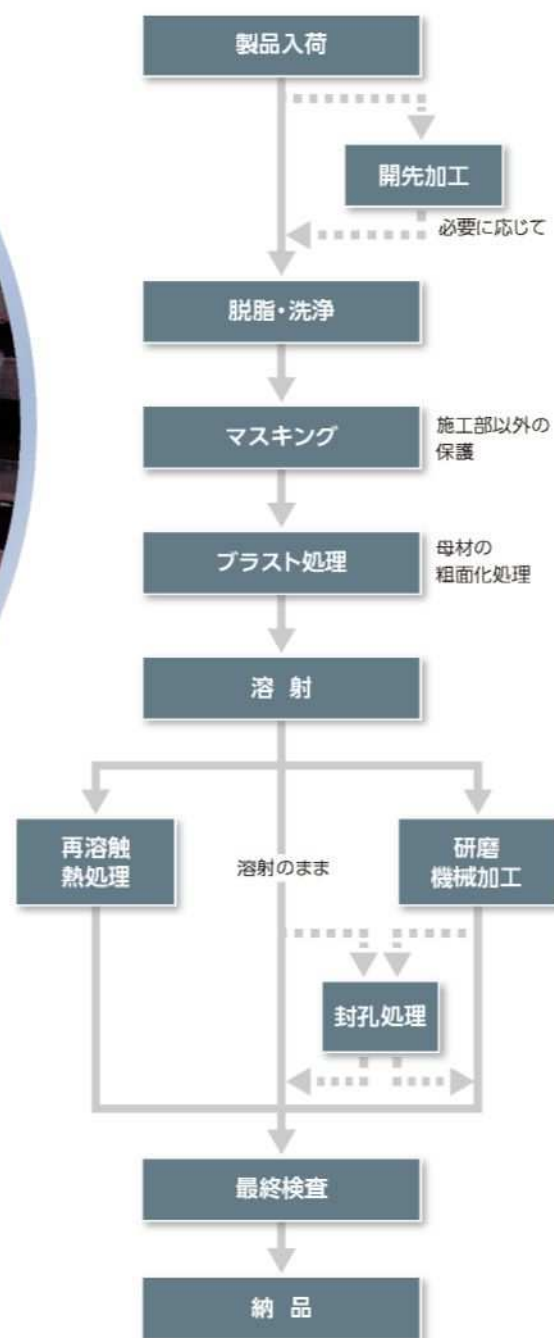 製品入荷
開先加工
必要に応じて
脱脂・洗浄
マスキング
施工部以外の
保護
ブラスト処理
母材の
粗面化処理
溶 射
再溶触
熱処理
溶射のまま
研磨
機械加工
封孔処理
最終検査
納 品